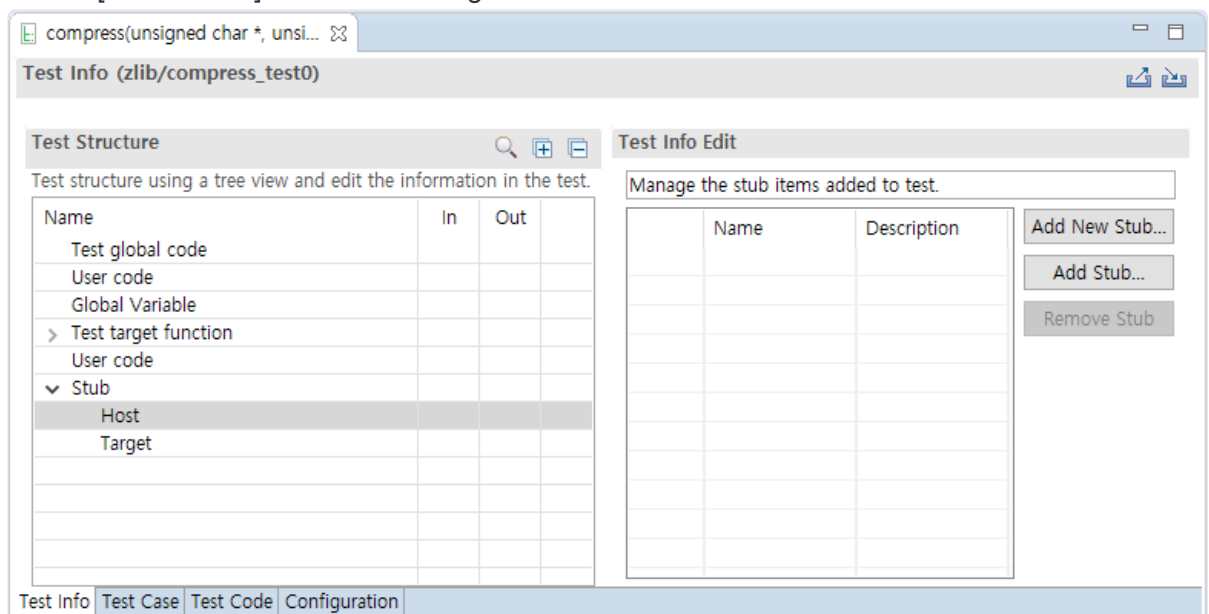 compress(unsigned char *, unsi...
Test Info (zlib/compress_test0)
Test Structure
Test structure using a tree view and edit the information in the test.
Name In Out
Test global code
User code
Global Variable
Test target function
User code
Stub
Host
Target
Test Info Edit
Manage the stub items added to test.
Name Description
Add New Stub...
Add Stub...
Remove Stub
Test Info Test Case Test Code Configuration